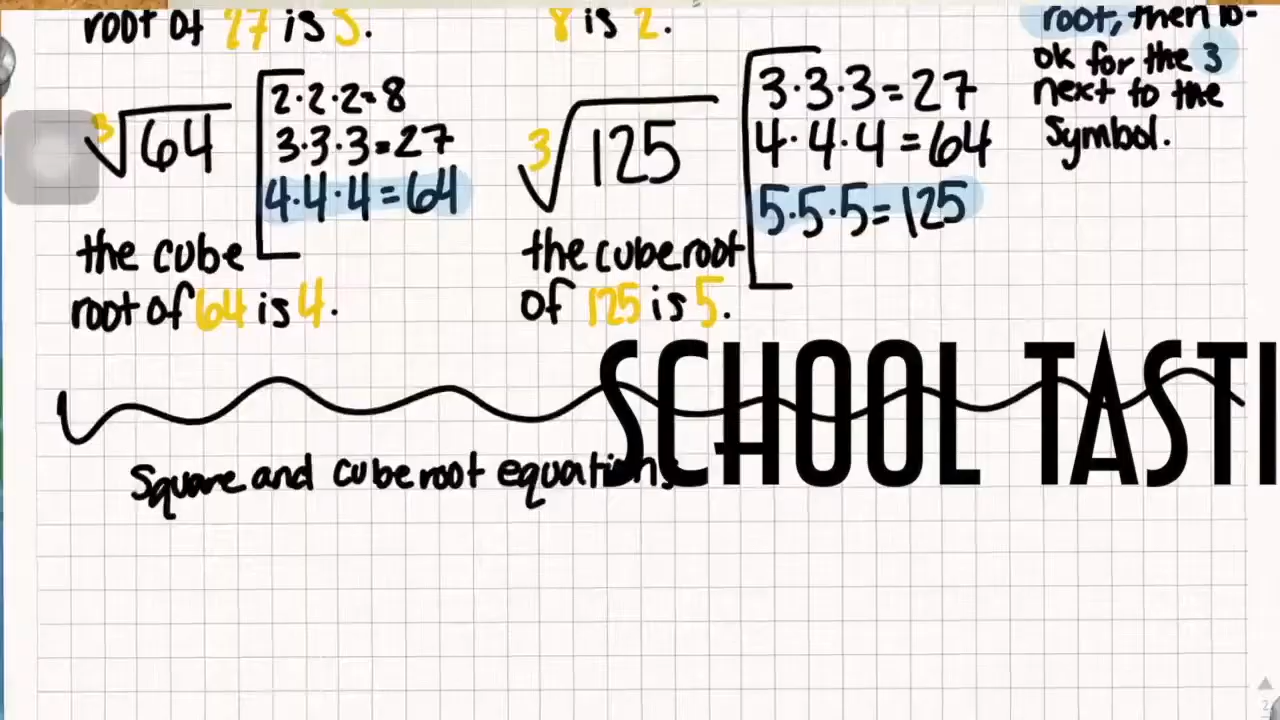 root of 27 is 3.
8 is 2.
root, then lo-
ok for the 3
next to the
symbol.
3√64
2·2·2=8
3·3·3=27
4·4·4=64
the cube
root of 64 is 4.
3√125
3·3·3=27
4·4·4=64
5·5·5=125
the cube root
of 125 is 5.
SCHOOL TASTI
Square and cube root equations